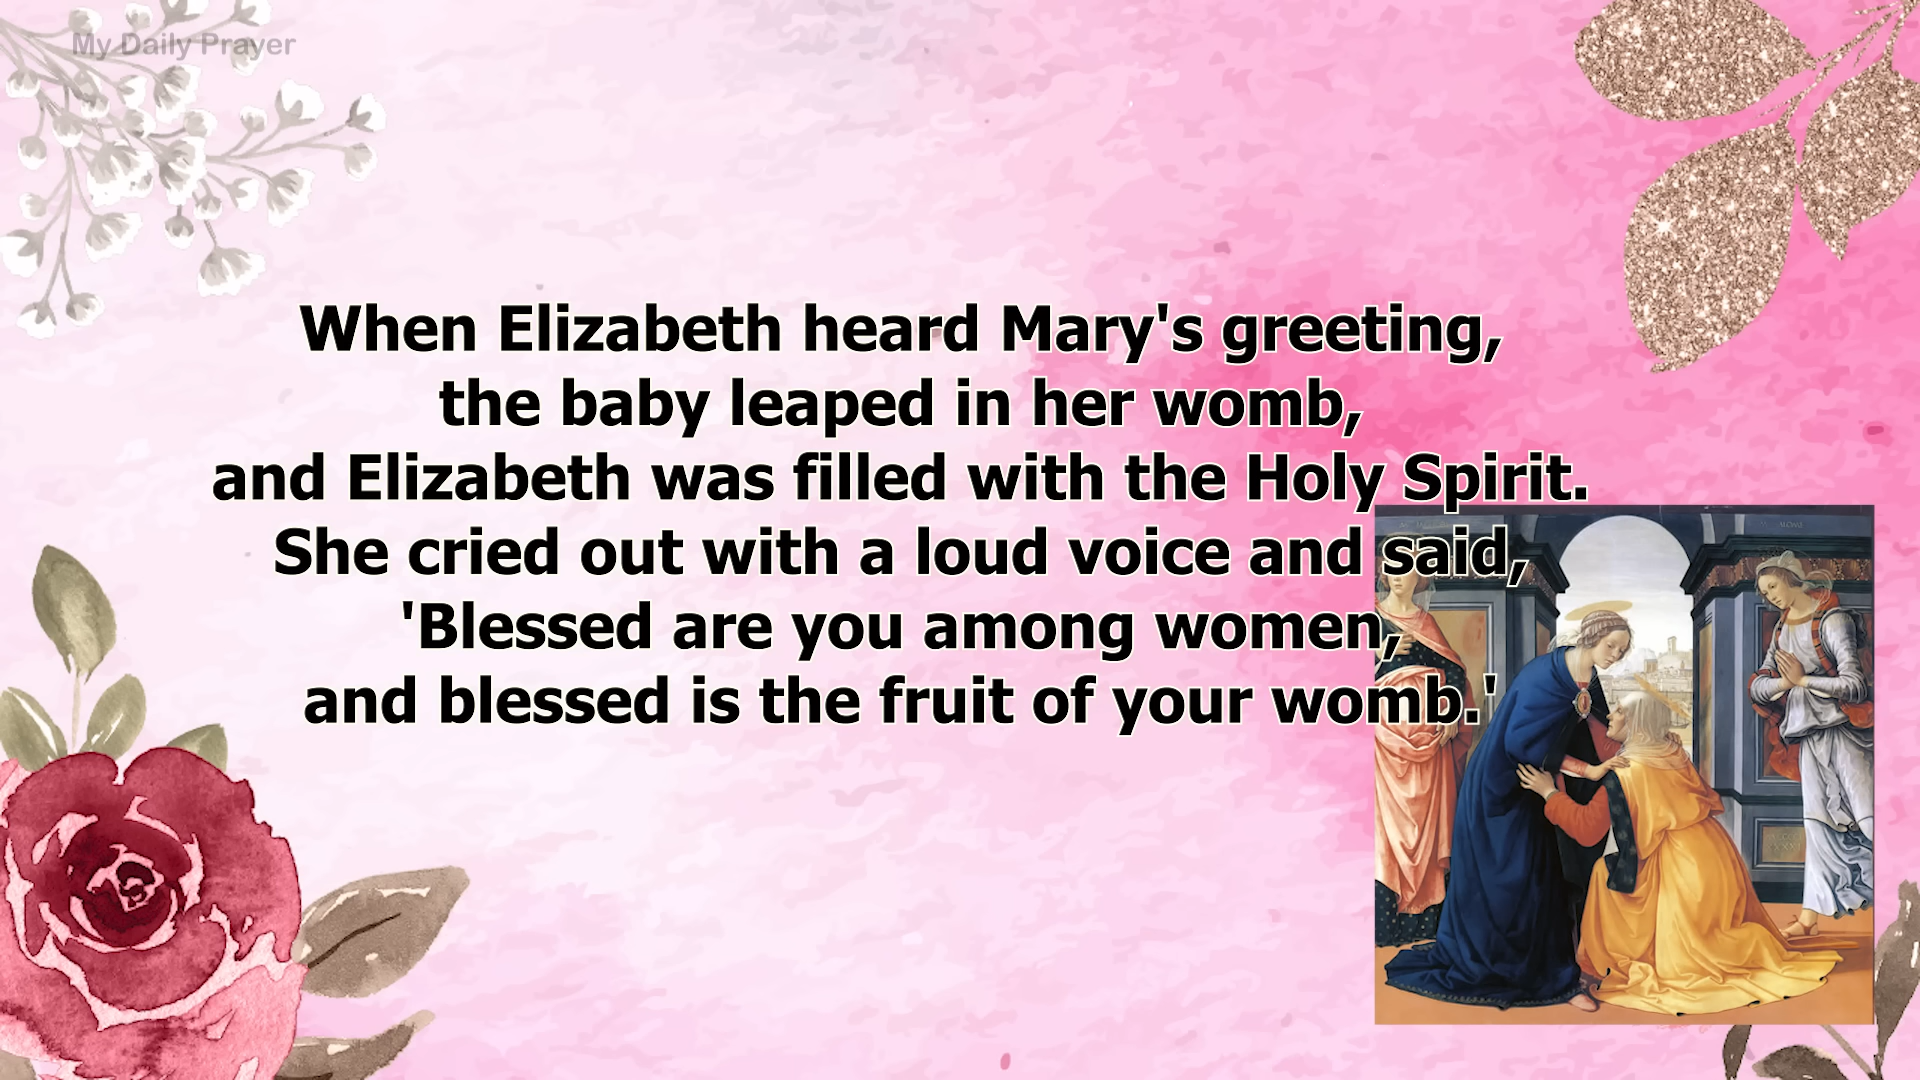 My Daily Prayer
When Elizabeth heard Mary's greeting,
the baby leaped in her womb,
and Elizabeth was filled with the Holy Spirit.
She cried out with a loud voice and said,
'Blessed are you among women,
and blessed is the fruit of your womb.'